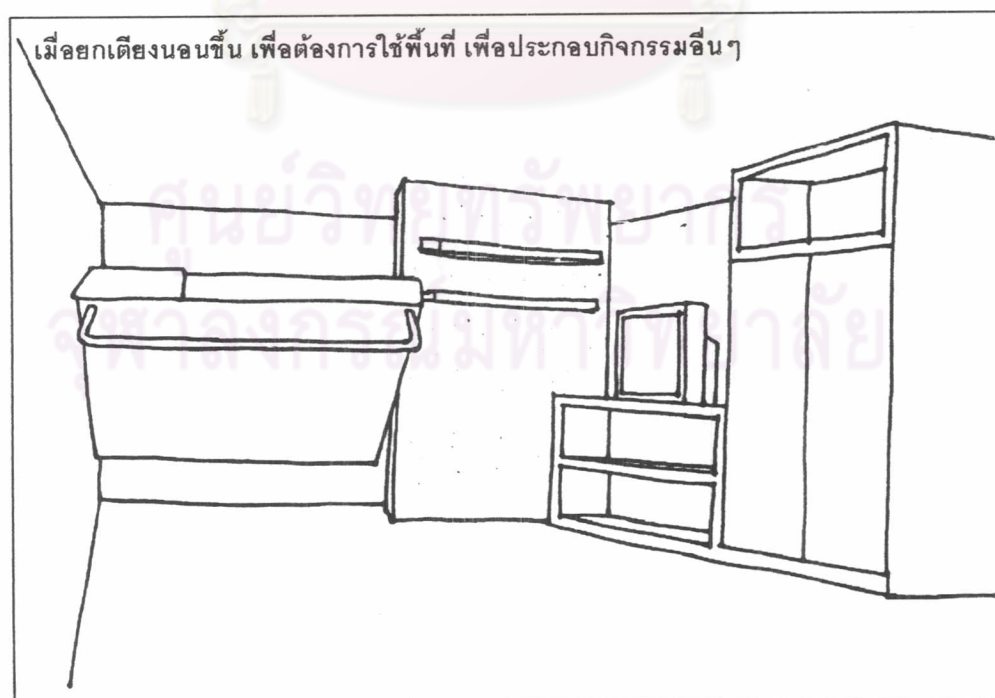 เมื่อยกเตียงนอนขึ้น เพื่อต้องการใช้พื้นที่ เพื่อประกอบกิจกรรมอื่นๆ
ศูนย์วิทยทรัพยากร
จุฬาลงกรณ์มหาวิทยาลัย